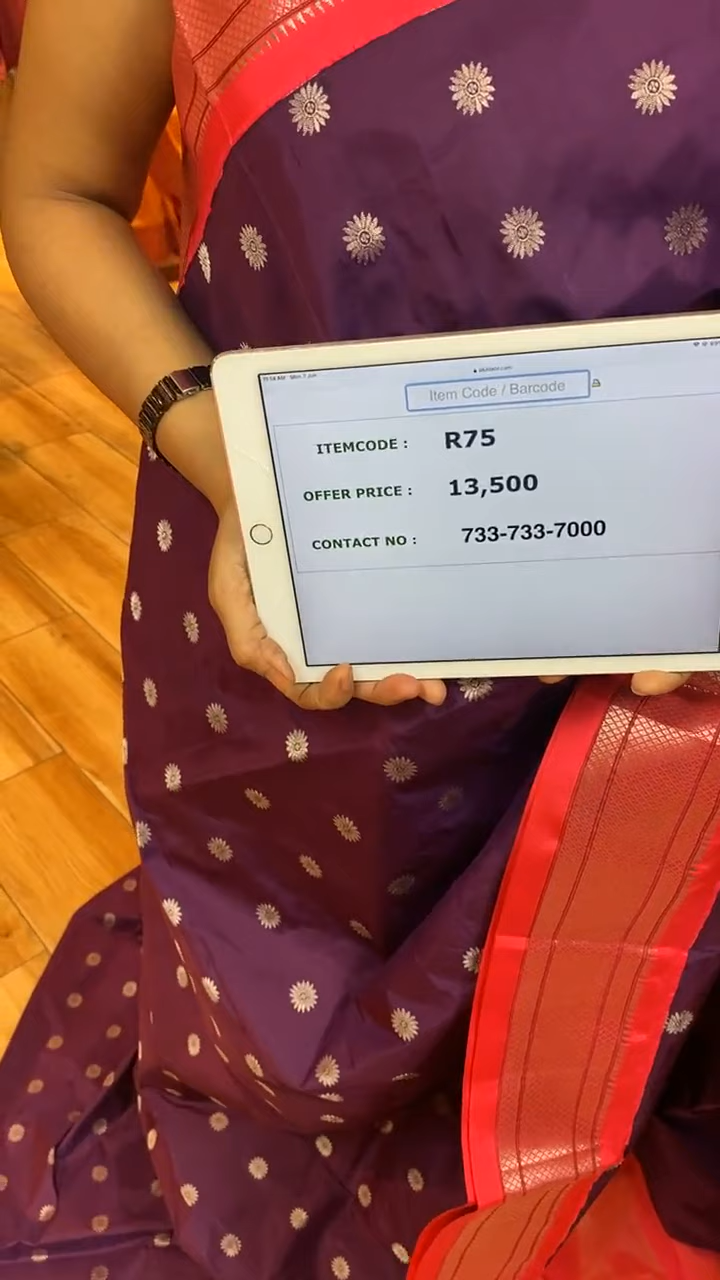 Item Code / Barcode
ITEMCODE : R75
OFFER PRICE : 13,500
CONTACT NO : 733-733-7000